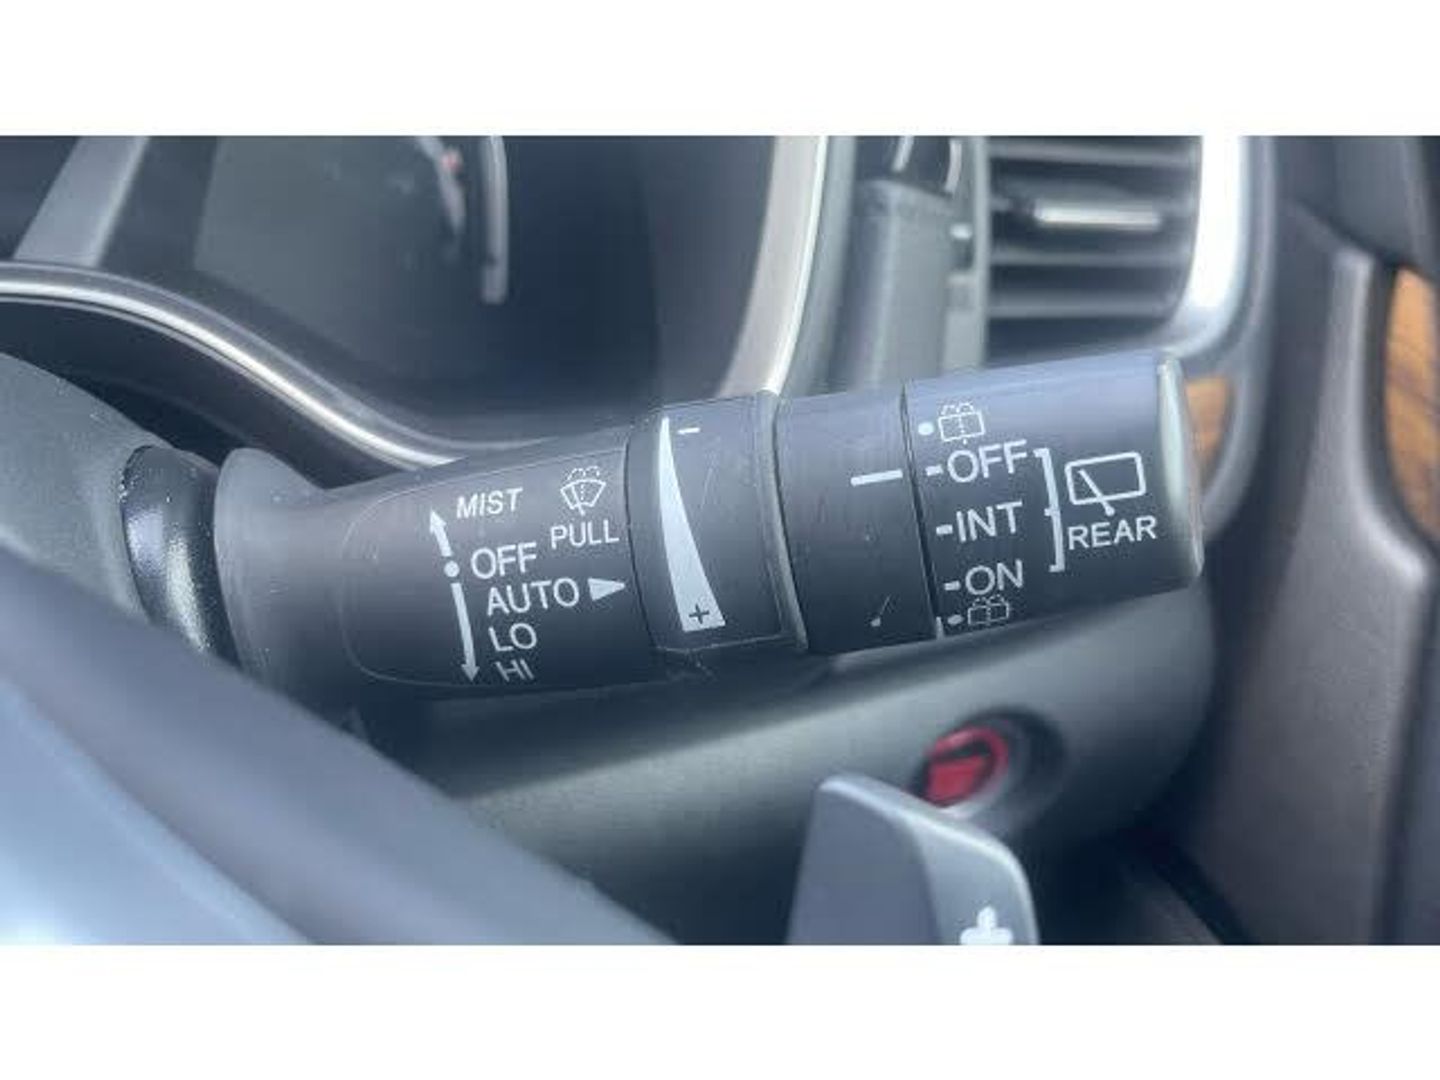 MIST
PULL
OFF
AUTO
LO
HI
-
+
OFF
INT
ON
REAR